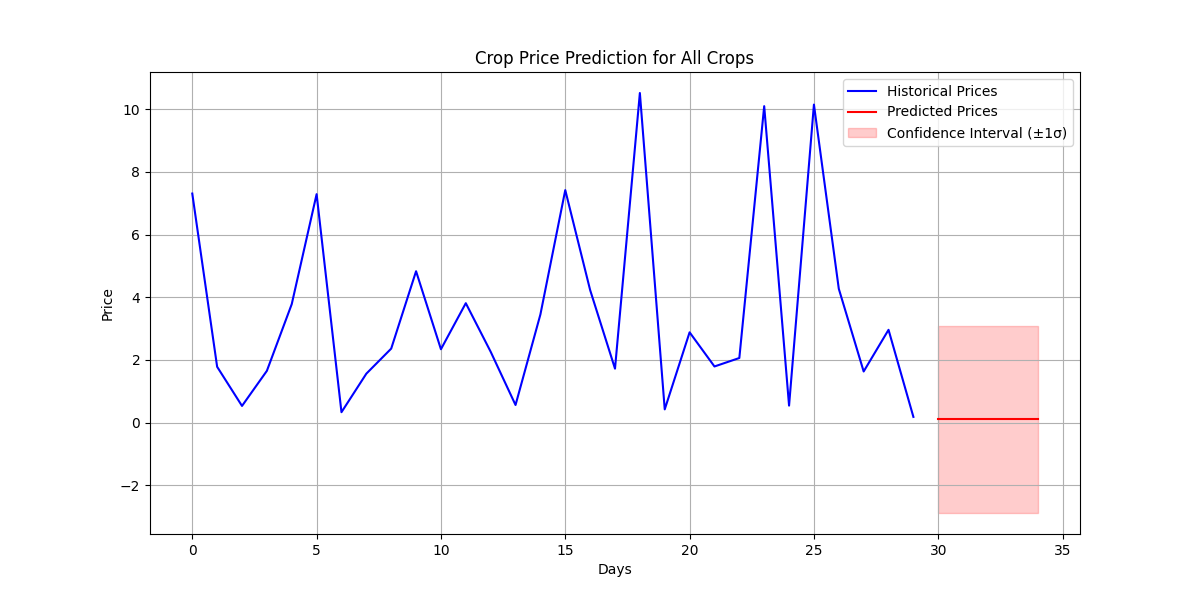 Crop Price Prediction for All Crops
Historical Prices
Predicted Prices
Confidence Interval (±1σ)
Price
10
8
6
4
2
0
−2
0 5 10 15 20 25 30 35
Days